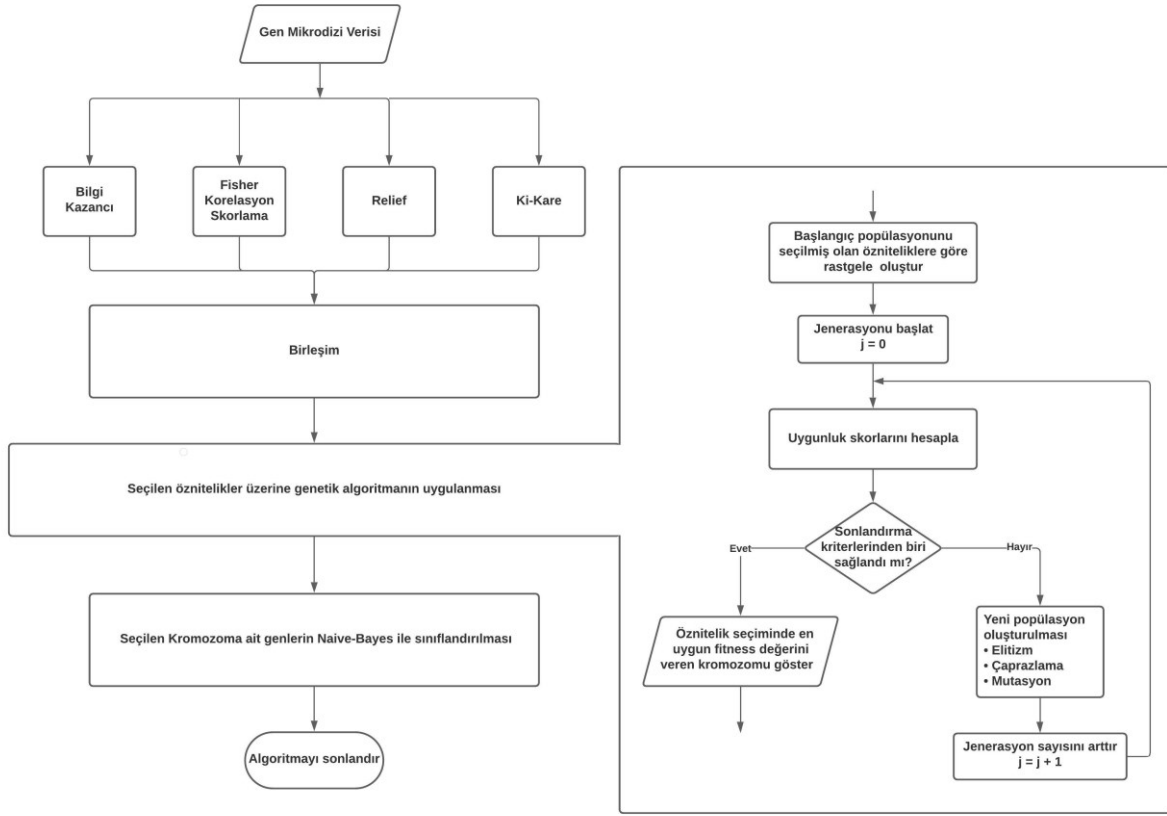 Gen Mikrodizi Verisi
Bilgi
Kazancı
Fisher
Korelasyon
Skorlama
Relief
Ki-Kare
Birleşim
Seçilen öznitelikler üzerine genetik algoritmanın uygulanması
Seçilen Kromozoma ait genlerin Naive-Bayes ile sınıflandırılması
Algoritmayı sonlandır
Başlangıç popülasyonunu
seçilmiş olan özniteliklere göre
rastgele oluştur
Jenerasyonu başlat
j = 0
Uygunluk skorlarını hesapla
Sonlandırma
kriterlerinden biri
sağlandı mı?
Evet
Hayır
Öznitelik seçiminde en
uygun fitness değerini
veren kromozomu göster
Yeni popülasyon
oluşturulması
• Elitizm
• Çaprazlama
• Mutasyon
Jenerasyon sayısını arttır
j = j + 1